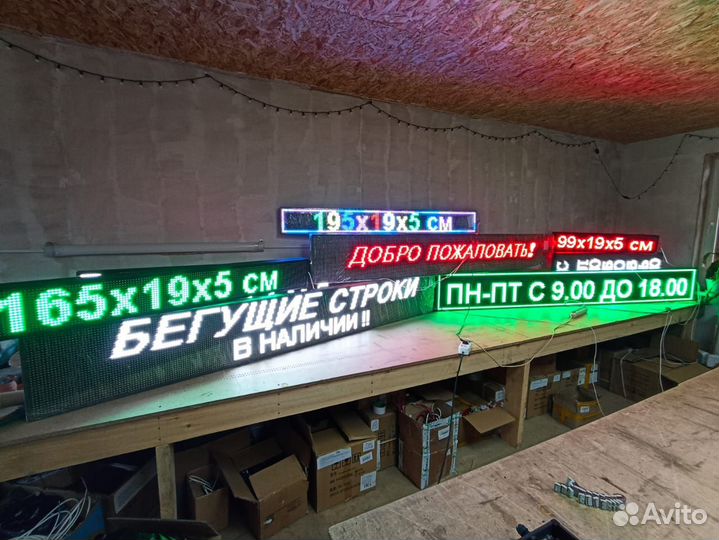 195x19x5 см
ДОБРО ПОЖАЛОВАТЬ!
99x19x5 см
165x19x5 см
ПН-ПТ С 9.00 ДО 18.00
БЕГУЩИЕ СТРОКИ
В НАЛИЧИИ!!
Avito